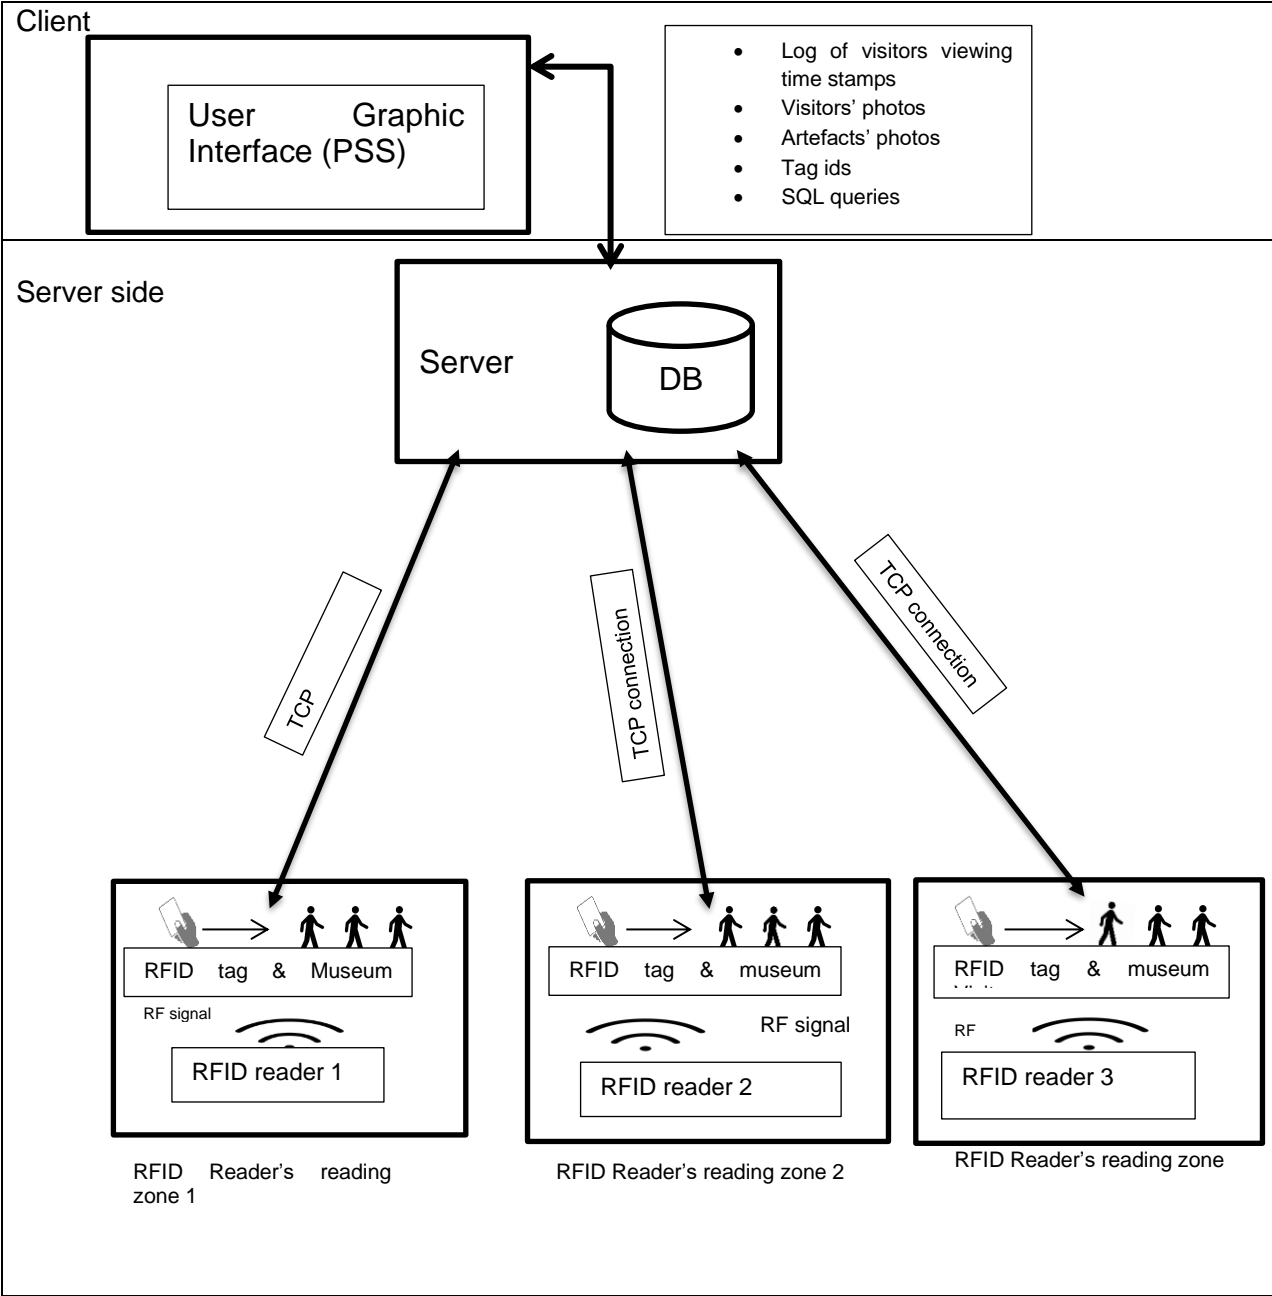 Client
User Graphic
Interface (PSS)
• Log of visitors viewing
time stamps
• Visitors' photos
• Artefacts' photos
• Tag ids
• SQL queries
Server side
Server
DB
TCP
TCP connection
TCP connection
RFID tag & Museum
RF signal
RFID reader 1
RFID Reader's reading
zone 1
RFID tag & museum
RF signal
RFID reader 2
RFID Reader's reading zone 2
RFID tag & museum
RF
RFID reader 3
RFID Reader's reading zone